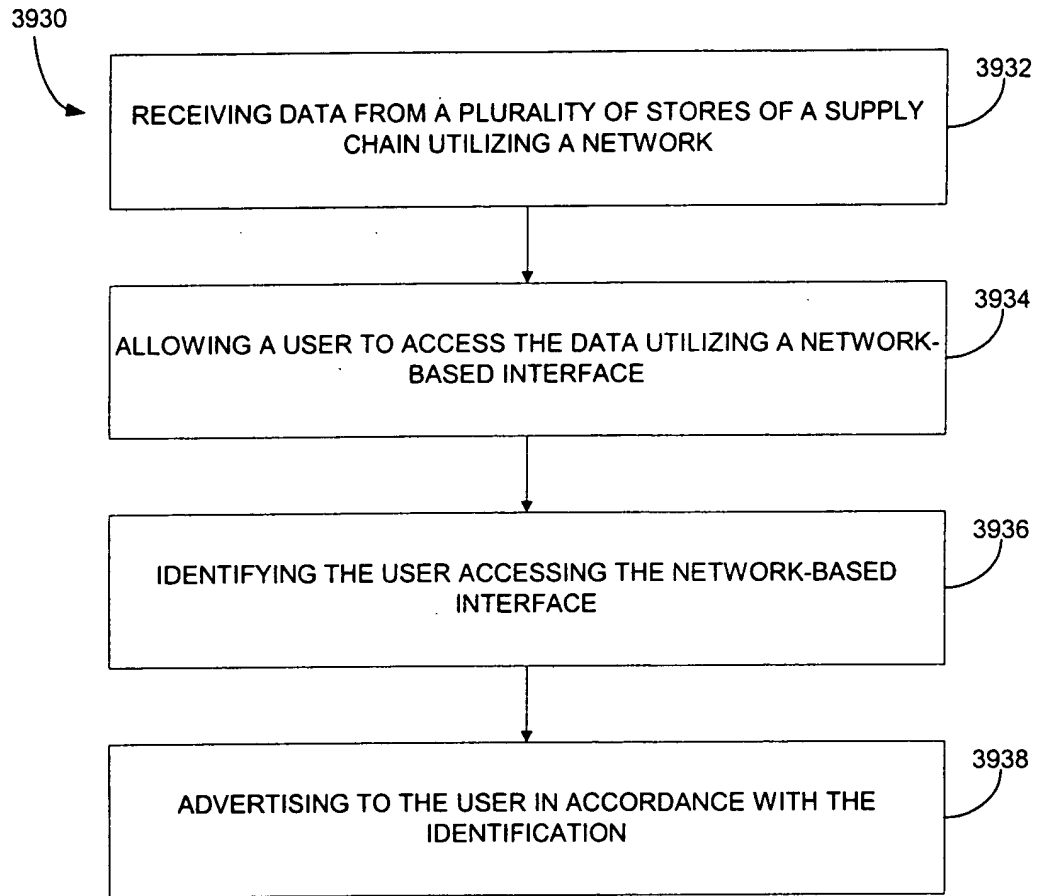 3930
3932
RECEIVING DATA FROM A PLURALITY OF STORES OF A SUPPLY
CHAIN UTILIZING A NETWORK
3934
ALLOWING A USER TO ACCESS THE DATA UTILIZING A NETWORK-
BASED INTERFACE
3936
IDENTIFYING THE USER ACCESSING THE NETWORK-BASED
INTERFACE
3938
ADVERTISING TO THE USER IN ACCORDANCE WITH THE
IDENTIFICATION